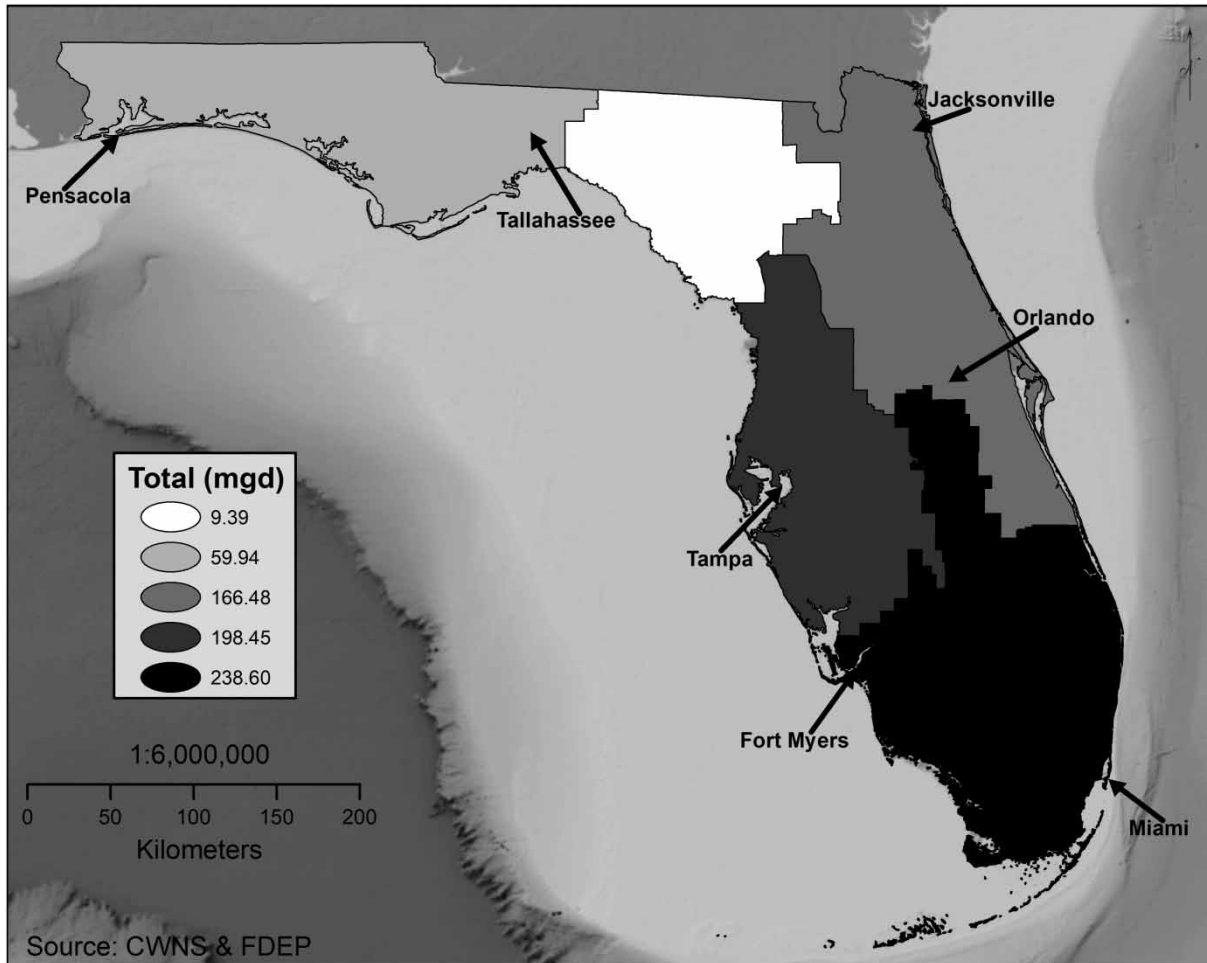 Jacksonville
Pensacola
Tallahassee
Orlando
Total (mgd)
9.39
59.94
166.48
198.45
238.60
Tampa
Fort Myers
1:6,000,000
0 50 100 150 200
Kilometers
Miami
Source: CWNS & FDEP